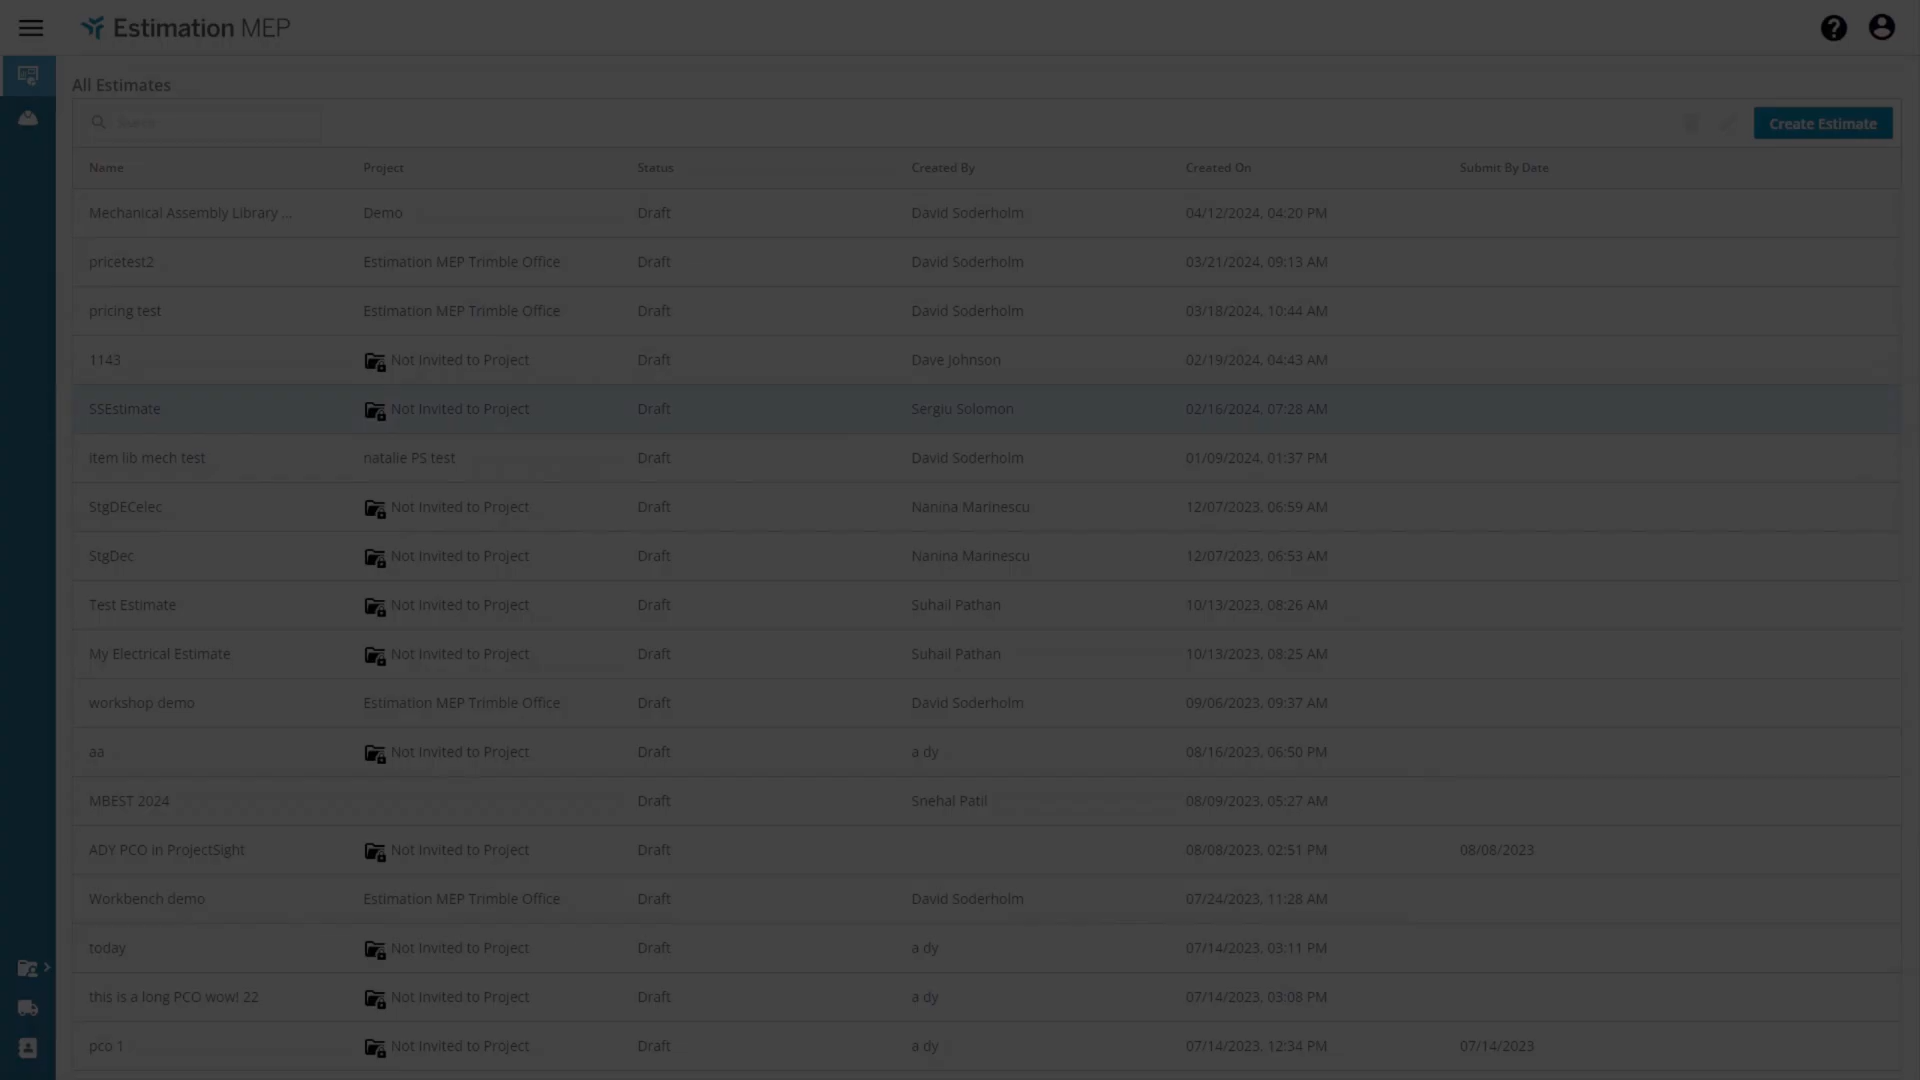 Estimation MEP
All Estimates
Search
Create Estimate
Name Project Status Created By Created On Submit By Date
Mechanical Assembly Library ... Demo Draft David Soderholm 04/12/2024, 04:20 PM
pricetest2 Estimation MEP Trimble Office Draft David Soderholm 03/21/2024, 09:13 AM
pricing test Estimation MEP Trimble Office Draft David Soderholm 03/18/2024, 10:44 AM
1143 Not Invited to Project Draft Dave Johnson 02/19/2024, 04:43 AM
SSEstimate Not Invited to Project Draft Sergiu Solomon 02/16/2024, 07:28 AM
item lib mech test natalie PS test Draft David Soderholm 01/09/2024, 01:37 PM
StgDECelec Not Invited to Project Draft Nanina Marinescu 12/07/2023, 06:59 AM
StgDec Not Invited to Project Draft Nanina Marinescu 12/07/2023, 06:53 AM
Test Estimate Not Invited to Project Draft Suhail Pathan 10/13/2023, 08:26 AM
My Electrical Estimate Not Invited to Project Draft Suhail Pathan 10/13/2023, 08:25 AM
workshop demo Estimation MEP Trimble Office Draft David Soderholm 09/06/2023, 09:37 AM
aa Not Invited to Project Draft a dy 08/16/2023, 06:50 PM
MBEST 2024 Draft Snehal Patil 08/09/2023, 05:27 AM
ADY PCO in ProjectSight Not Invited to Project Draft 08/08/2023, 02:51 PM 08/08/2023
Workbench demo Estimation MEP Trimble Office Draft David Soderholm 07/24/2023, 11:28 AM
today Not Invited to Project Draft a dy 07/14/2023, 03:11 PM
this is a long PCO wow! 22 Not Invited to Project Draft a dy 07/14/2023, 03:08 PM
pco 1 Not Invited to Project Draft a dy 07/14/2023, 12:34 PM 07/14/2023